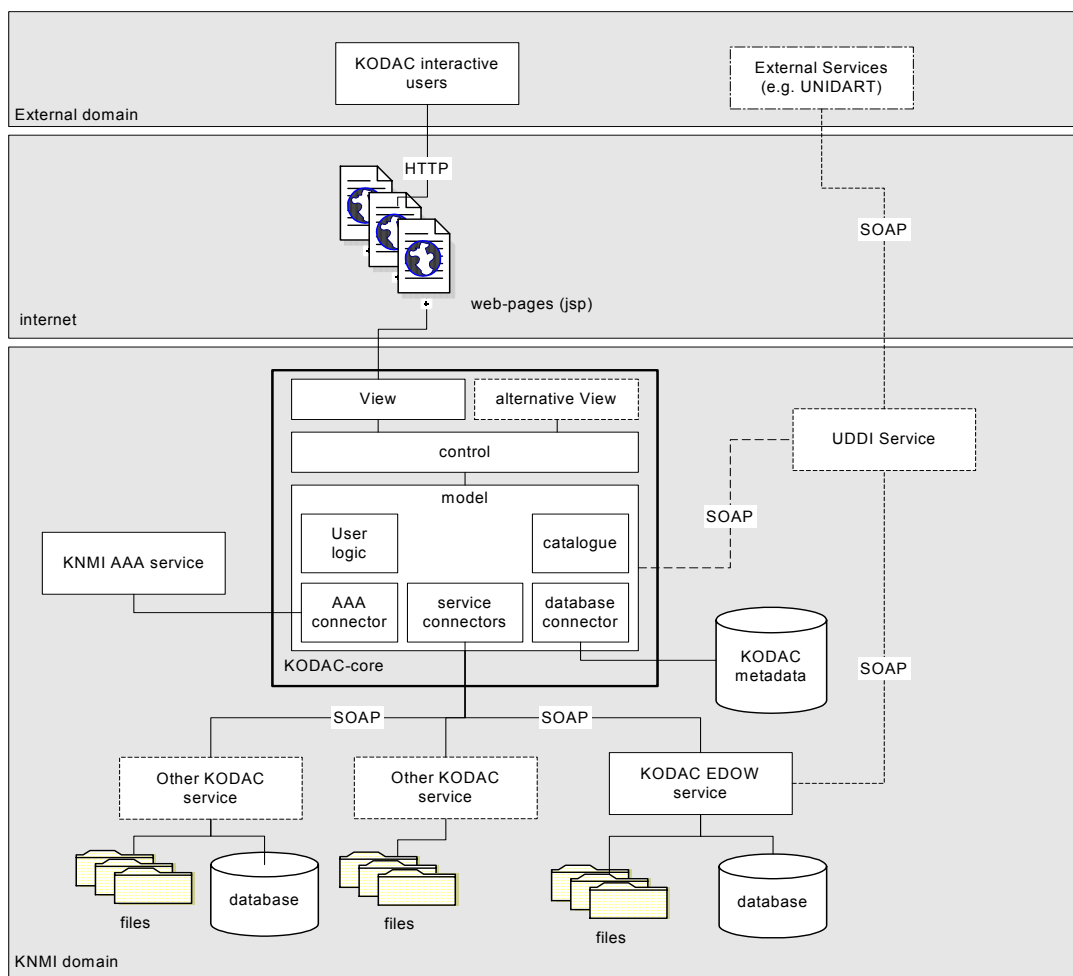 KODAC interactive
users
External Services
(e.g. UNIDART)
External domain
HTTP
SOAP
web-pages (jsp)
internet
View
alternative View
UDDI Service
control
model
SOAP
User
logic
catalogue
KNMI AAA service
AAA
connector
service
connectors
database
connector
KODAC-core
KODAC
metadata
SOAP
SOAP
SOAP
Other KODAC
service
Other KODAC
service
KODAC EDOW
service
files
database
files
files
database
KNMI domain